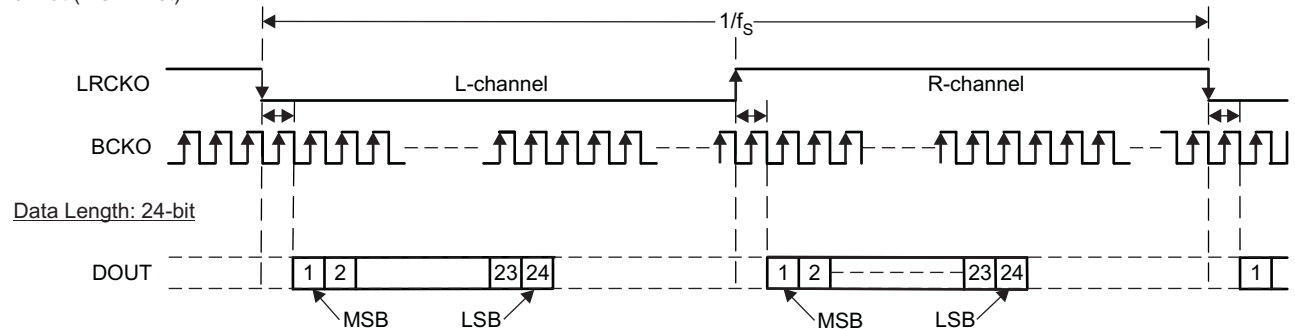 1/fS
LRCKO
L-channel
R-channel
BCKO
Data Length: 24-bit
DOUT
1 2 23 24
1 2 23 24
1
MSB
LSB
MSB
LSB